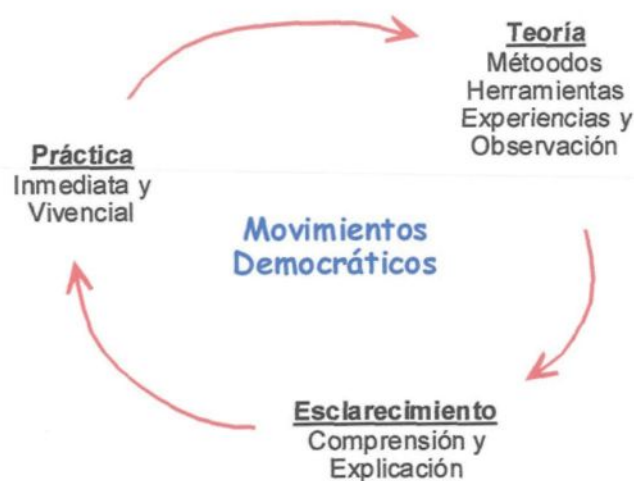 Teoría
Métoodos
Herramientas
Experiencias y
Observación
Práctica
Inmediata y
Vivencial
Movimientos
Democráticos
Esclarecimiento
Comprensión y
Explicación